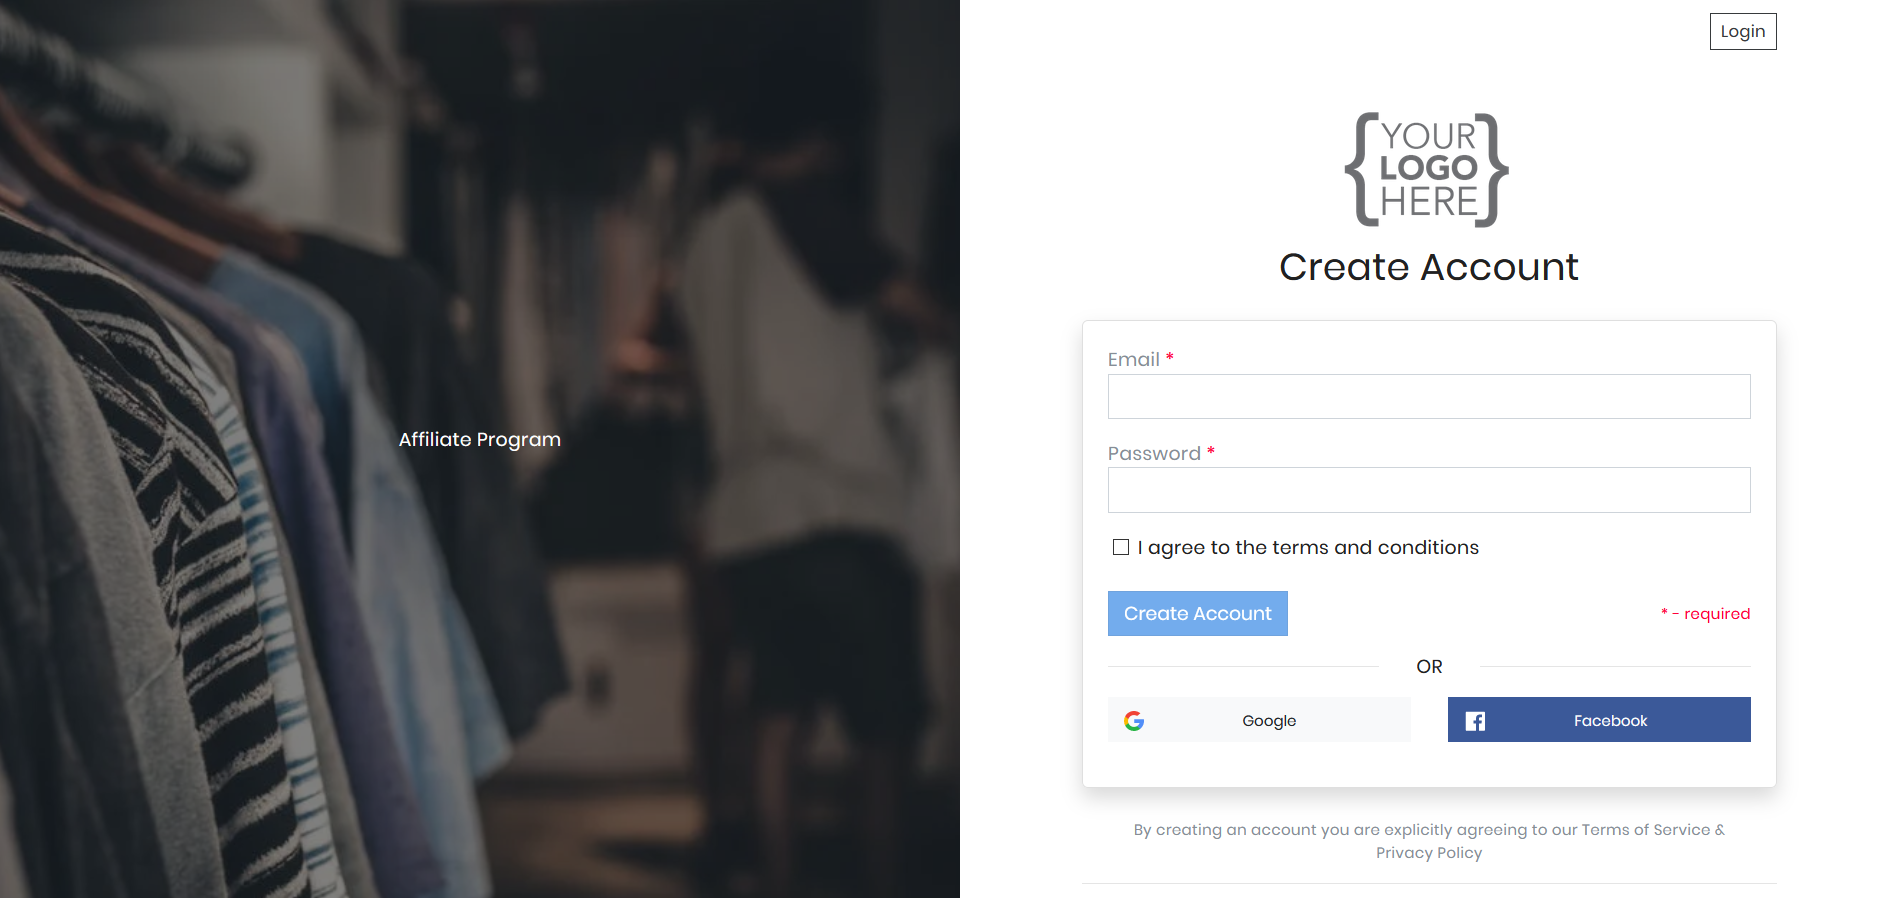 Login
YOUR
LOGO
HERE
Create Account
Email *
Affiliate Program
Password *
I agree to the terms and conditions
Create Account
* - required
OR
Google
Facebook
By creating an account you are explicitly agreeing to our Terms of Service &
Privacy Policy